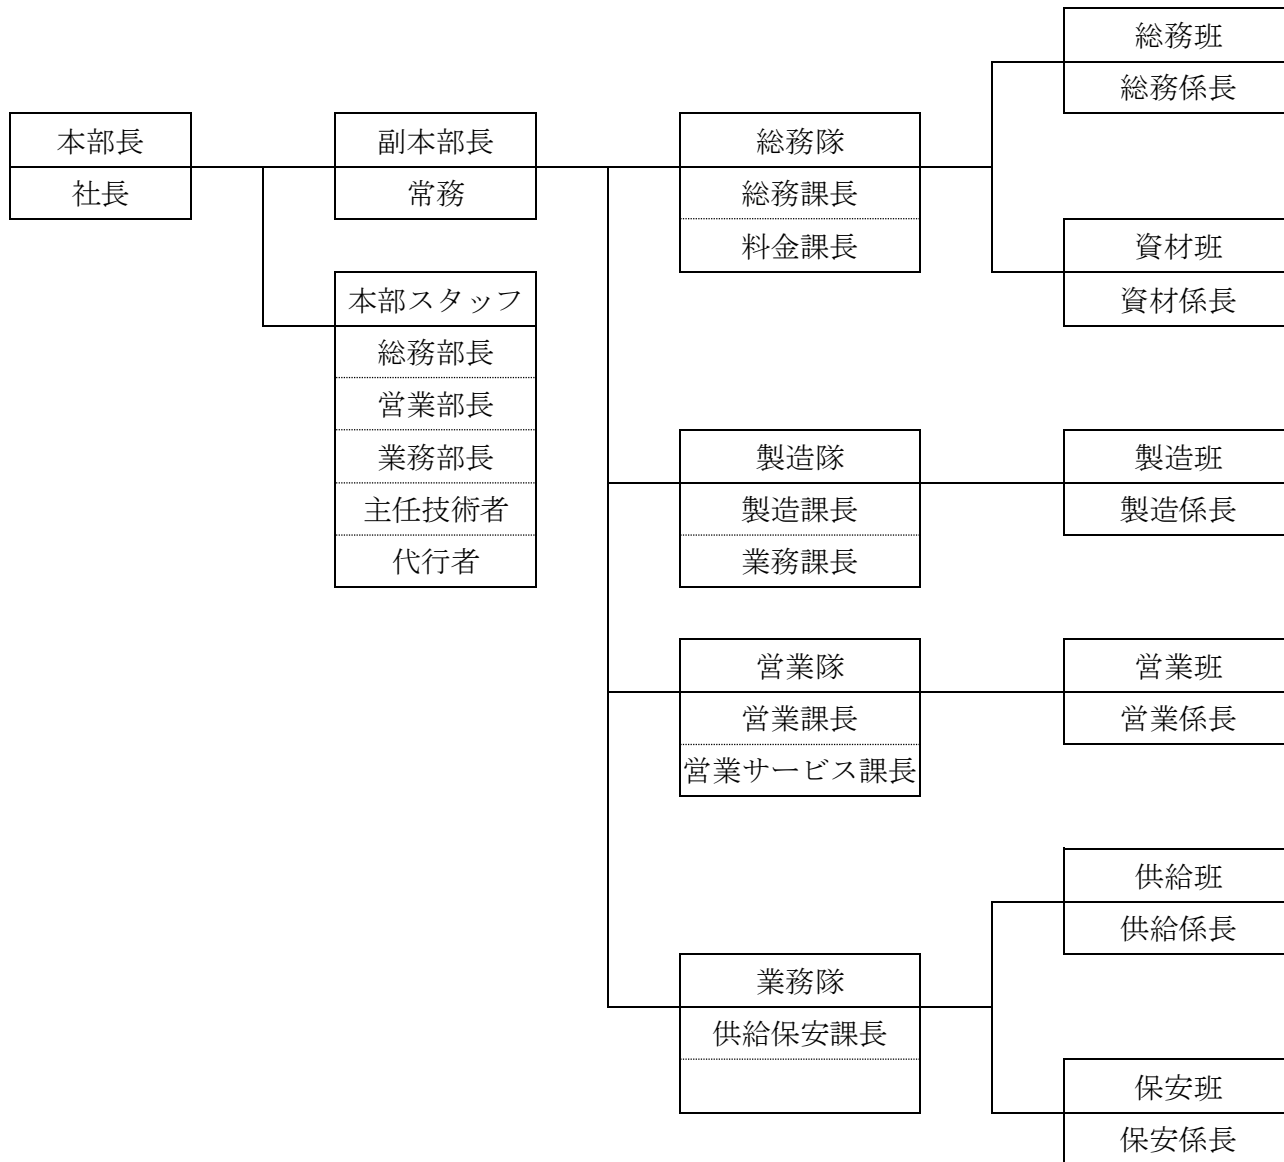 本部長
社長
副本部長
常務
本部スタッフ
総務部長
営業部長
業務部長
主任技術者
代行者
総務隊
総務課長
料金課長
総務班
総務係長
資材班
資材係長
製造隊
製造課長
業務課長
製造班
製造係長
営業隊
営業課長
営業サービス課長
営業班
営業係長
業務隊
供給保安課長
供給班
供給係長
保安班
保安係長